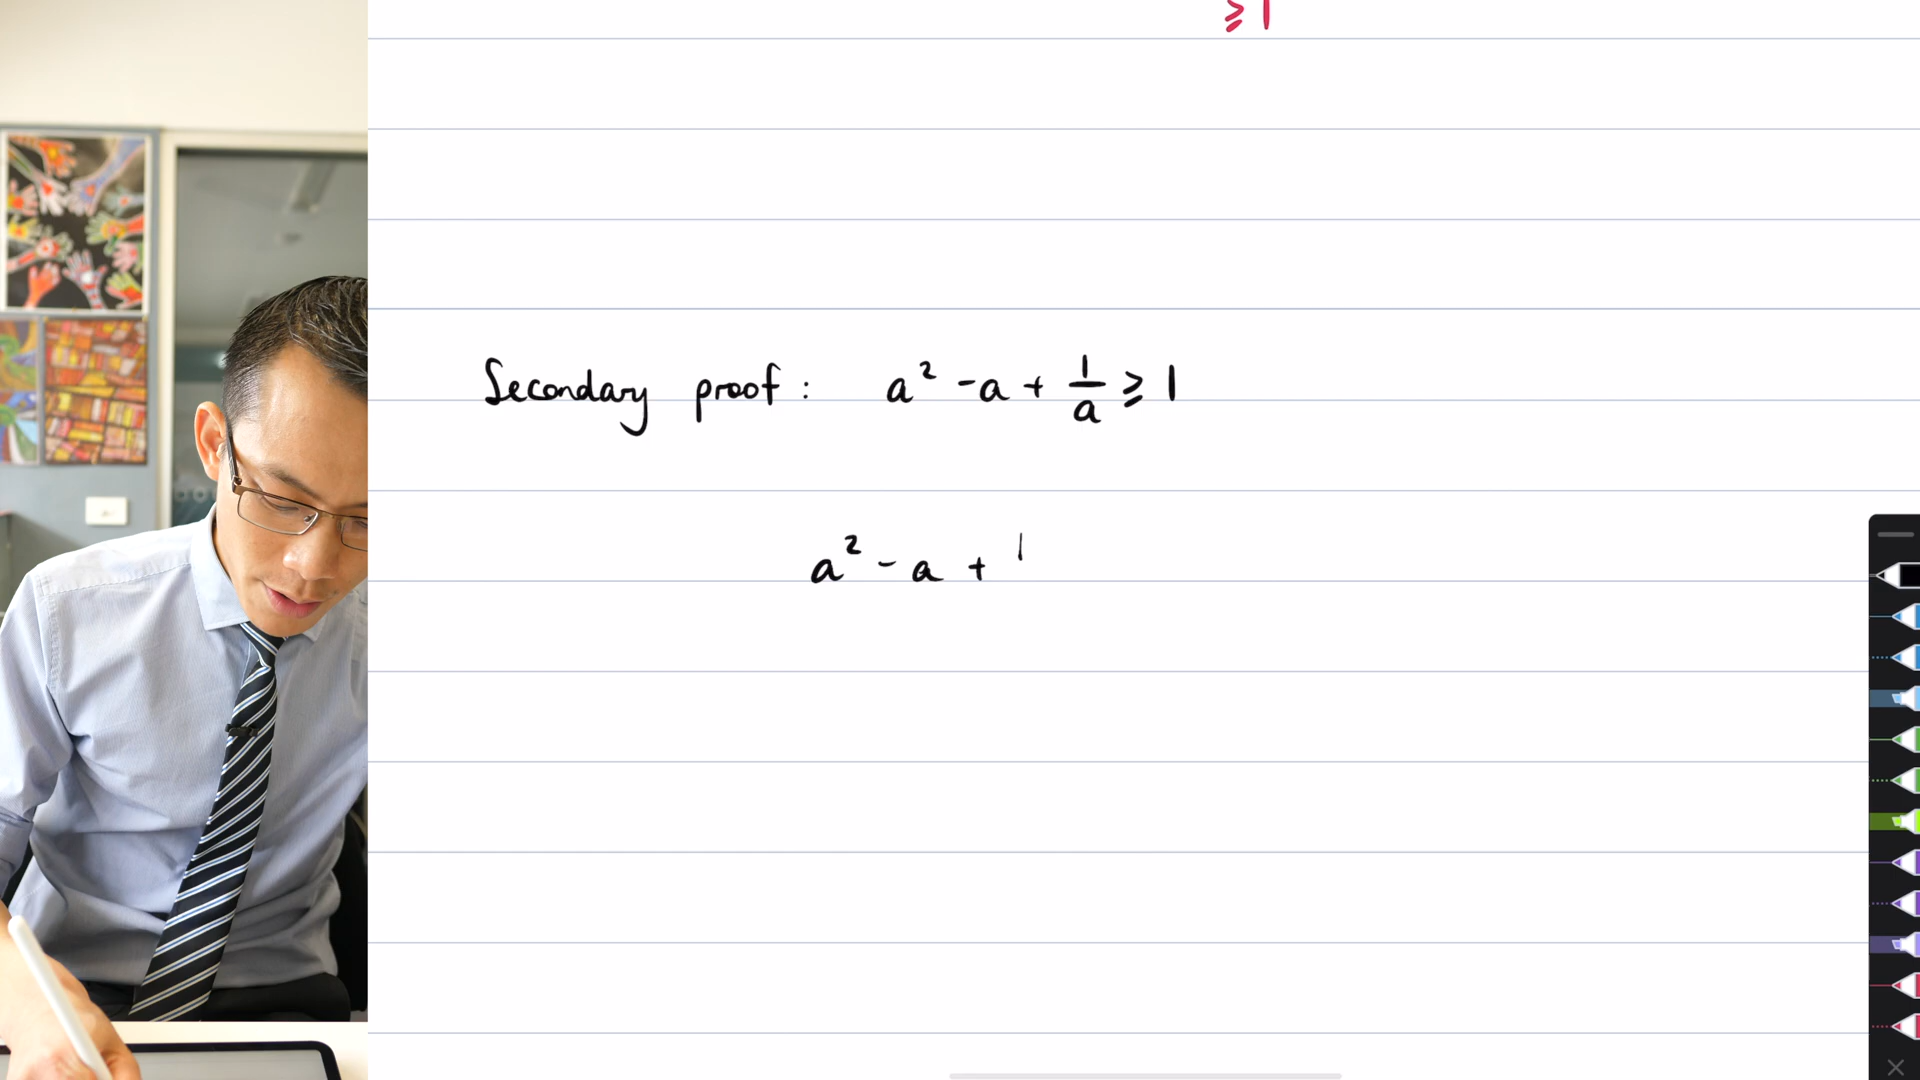 ≥ 1
Secondary proof : a² - a + 1/a ≥ 1
a² - a + 1